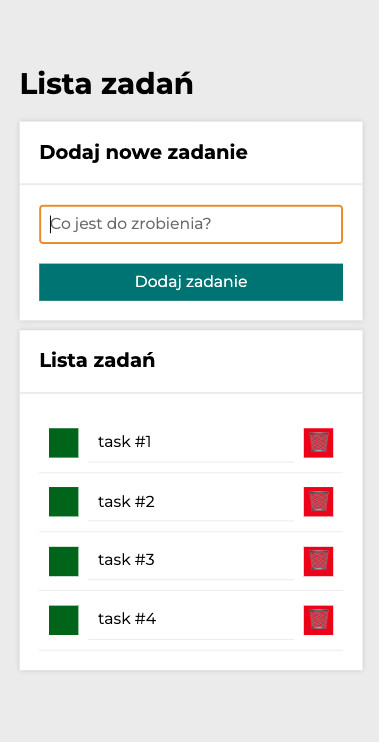 Lista zadań
Dodaj nowe zadanie
Co jest do zrobienia?
Dodaj zadanie
Lista zadań
task #1
task #2
task #3
task #4